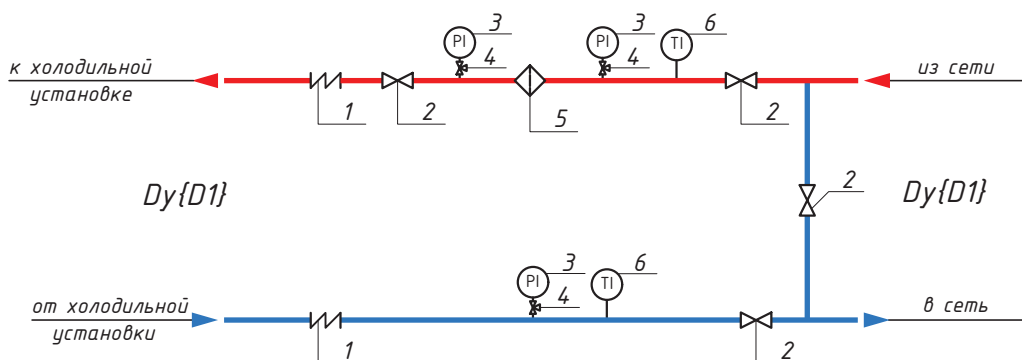 3 3 6
PI 4 PI 4 TI
к холодильной
установке
из сети
1 2 5 2
Dy{D1} 2 Dy{D1}
3 6
PI 4 TI
от холодильной
установки
в сеть
1 2